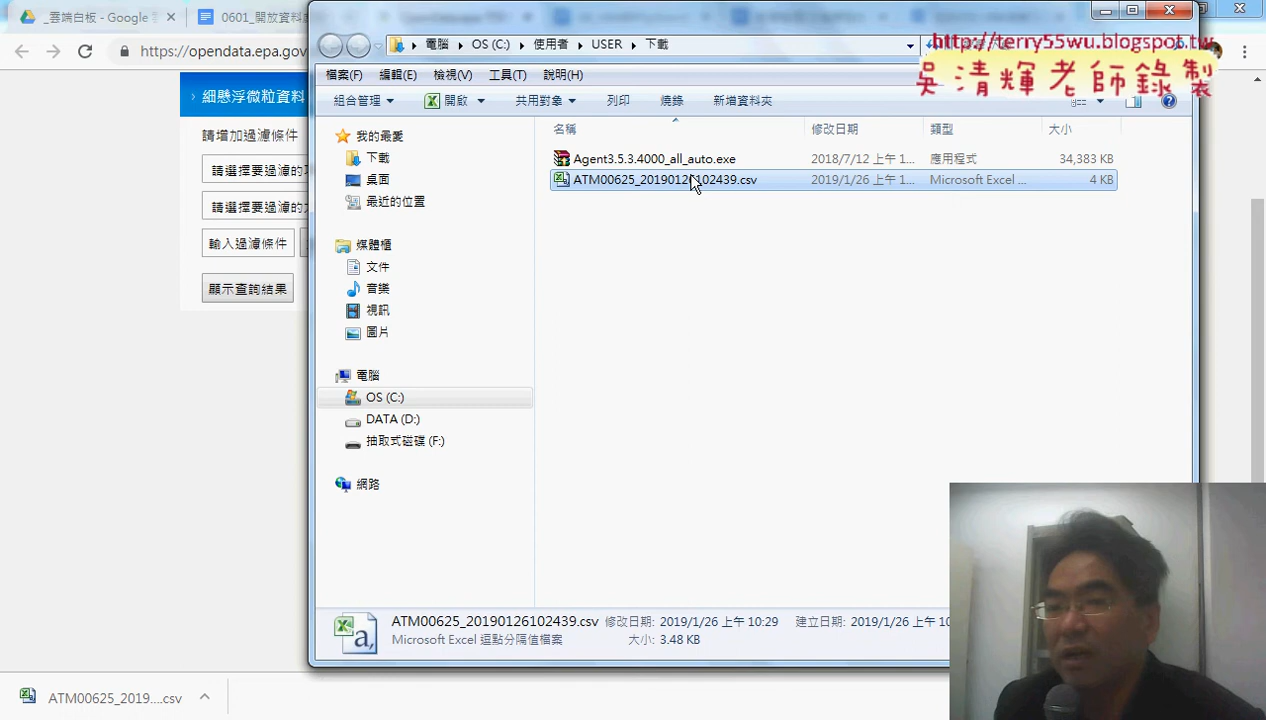 _雲端白板 - Google
0601_開放資料
https://opendata.epa.gov
細懸浮微粒資料
請增加過濾條件
請選擇要過濾的
請選擇要過濾的
輸入過濾條件
顯示查詢結果
電腦 OS (C:) 使用者 USER 下載
http://terry55wu.blogspot.tw
吳清輝老師錄製
檔案(F) 編輯(E) 檢視(V) 工具(T) 說明(H)
組合管理 開啟 共用對象 列印 燒錄 新增資料夾
我的最愛
下載
桌面
最近的位置
媒體櫃
文件
音樂
視訊
圖片
電腦
OS (C:)
DATA (D:)
抽取式磁碟 (F:)
網路
名稱 修改日期 類型 大小
Agent3.5.3.4000_all_auto.exe 2018/7/12 上午 1... 應用程式 34,383 KB
ATM00625_20190126102439.csv 2019/1/26 上午 1... Microsoft Excel ... 4 KB
ATM00625_20190126102439.csv 修改日期: 2019/1/26 上午 10:29 建立日期: 2019/1/26 上午 10
Microsoft Excel 逗點分隔值檔案 大小: 3.48 KB
ATM00625_2019....csv